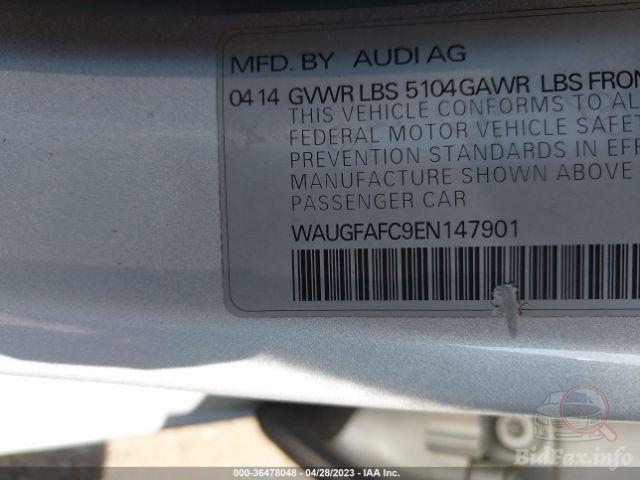 MFD. BY AUDI AG
04 14 GVWR LBS 5104 GAWR LBS FRON
THIS VEHICLE CONFORMS TO AL
FEDERAL MOTOR VEHICLE SAFET
PREVENTION STANDARDS IN EFF
MANUFACTURE SHOWN ABOVE
PASSENGER CAR
WAUGFAFC9EN147901
BidFax.info
000-36478048 - 04/28/2023 - IAA Inc.